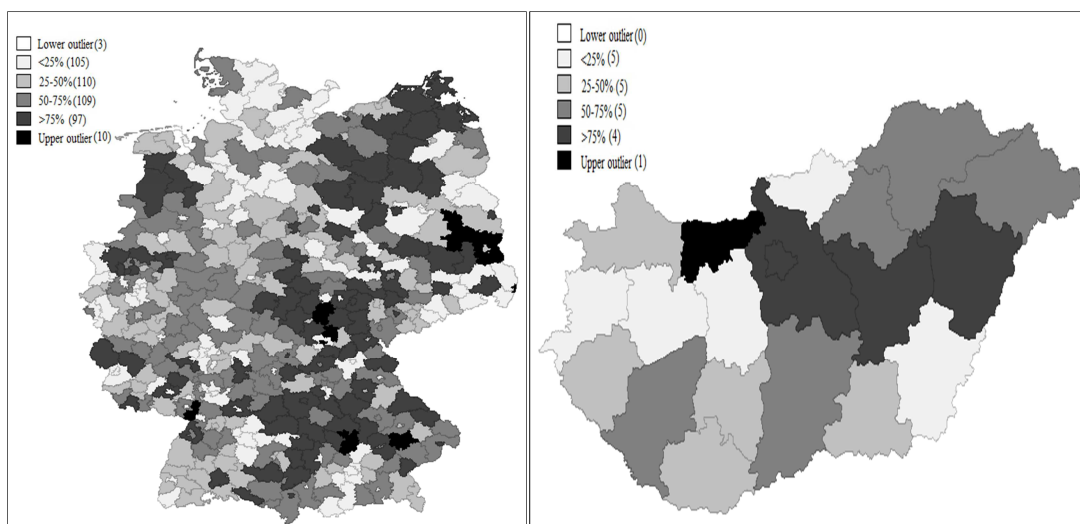 Lower outlier(3)
<25% (105)
25-50%(110)
50-75%(109)
>75% (97)
Upper outlier(10)
Lower outlier(0)
<25% (5)
25-50% (5)
50-75% (5)
>75% (4)
Upper outlier (1)